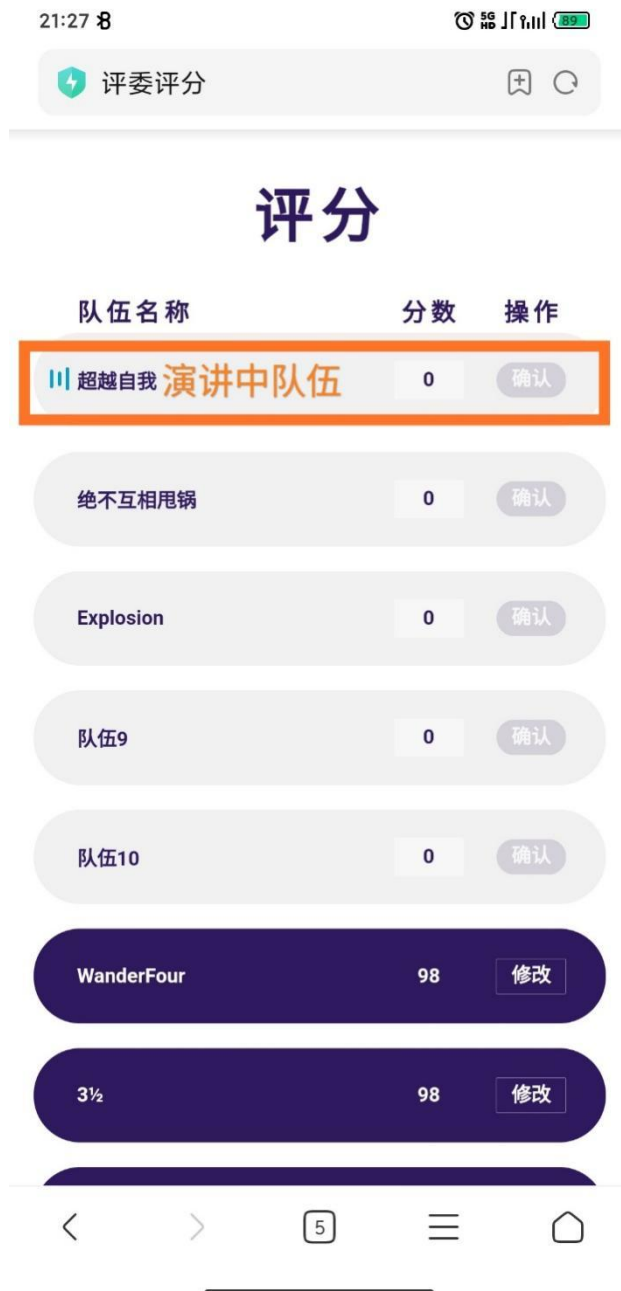 21:27 5G HD 89
评委评分
评分
队伍名称 分数 操作
超越自我 演讲中队伍 0 确认
绝不互相甩锅 0 确认
Explosion 0 确认
队伍9 0 确认
队伍10 0 确认
WanderFour 98 修改
3½ 98 修改
5